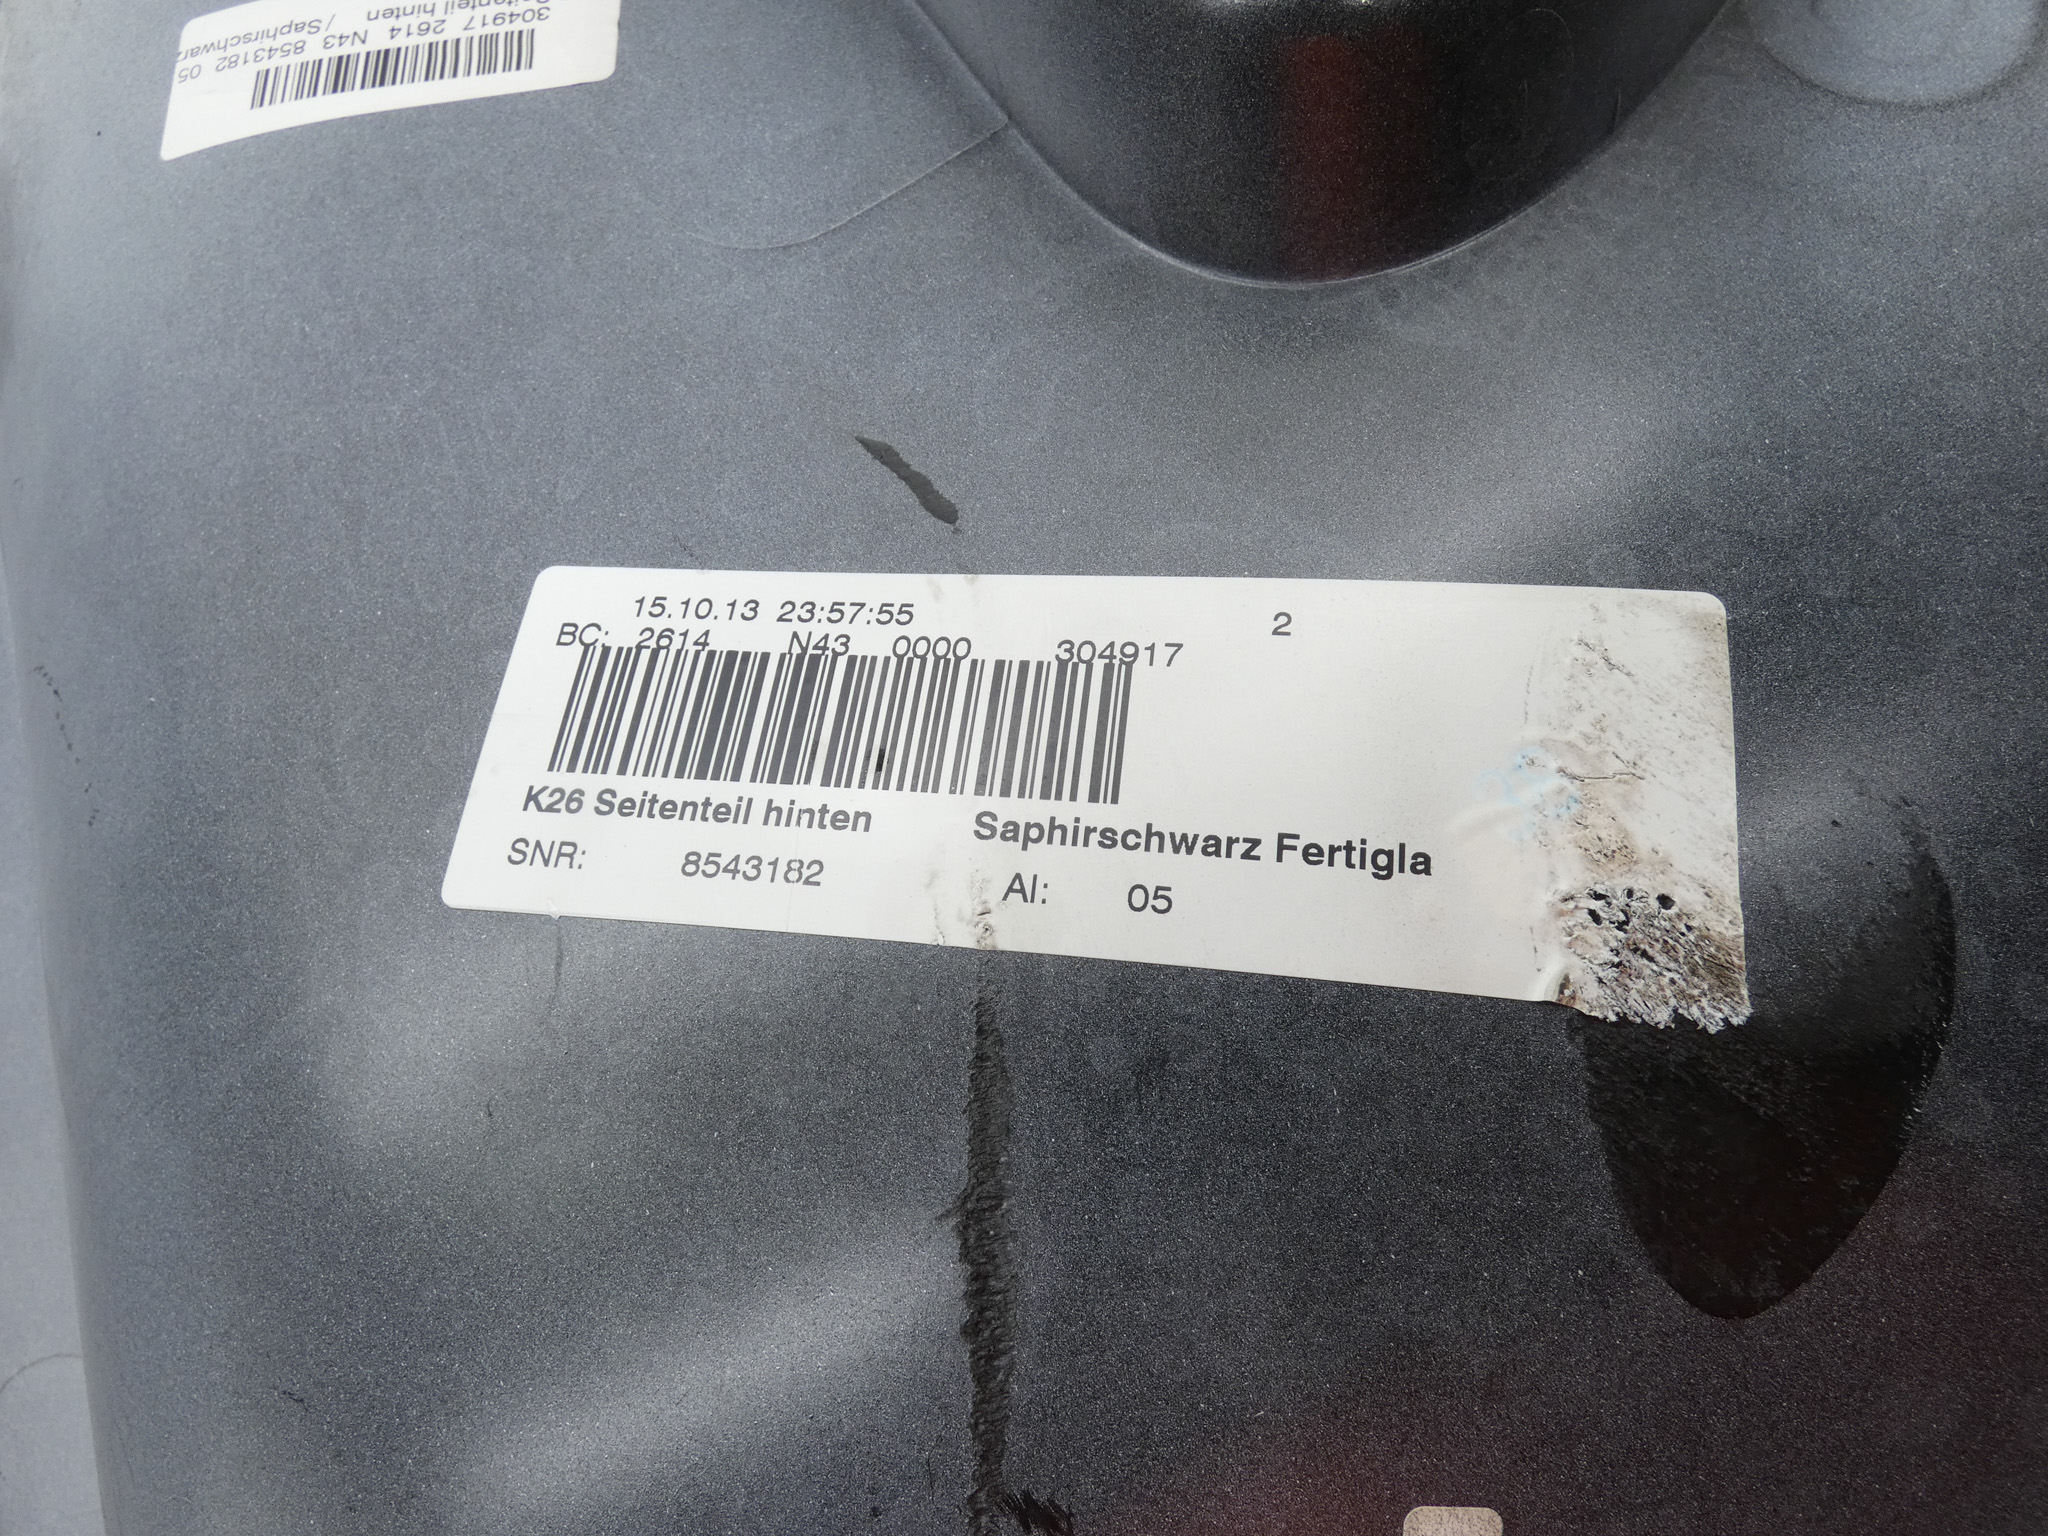 Seitenteil hinten /Saphirschwarz
304917 2614 N43 8543182 05
15.10.13 23:57:55 2
BC: 2614 N43 0000 304917
K26 Seitenteil hinten Saphirschwarz Fertigla
SNR: 8543182 AI: 05